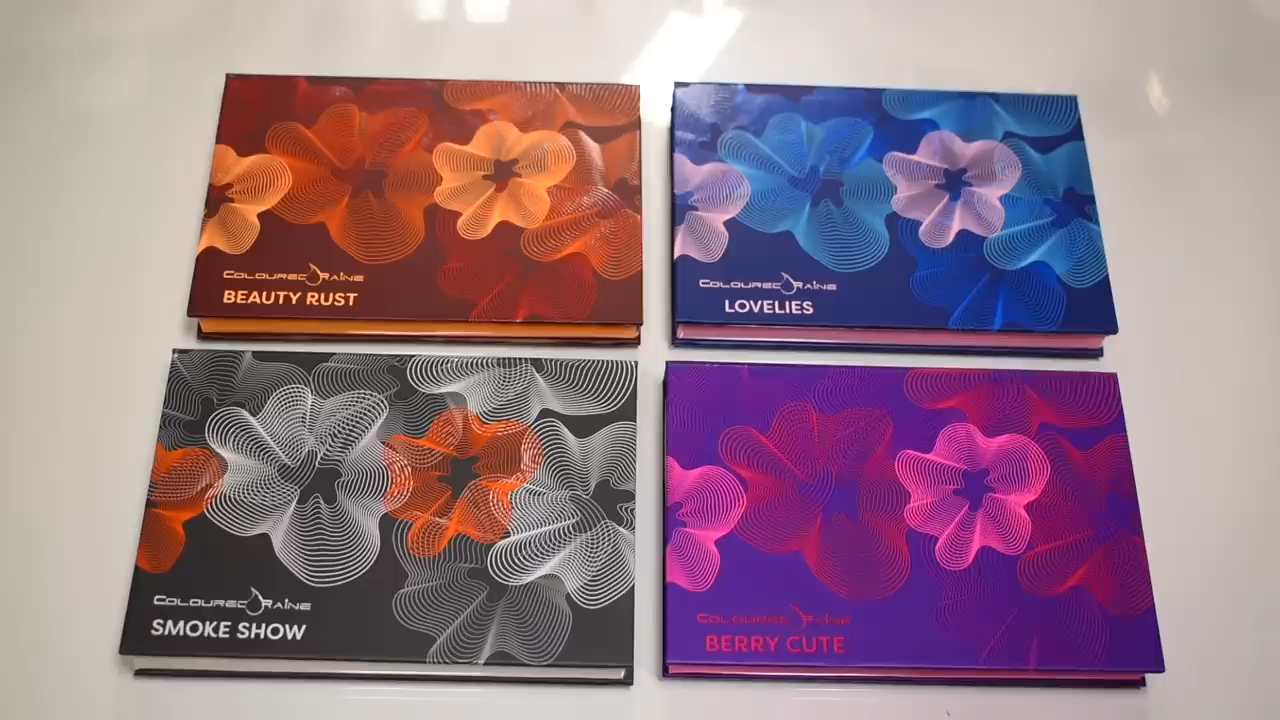 COLOURED RAINE
BEAUTY RUST
COLOURED RAINE
LOVELIES
COLOURED RAINE
SMOKE SHOW
COLOURED RAINE
BERRY CUTE